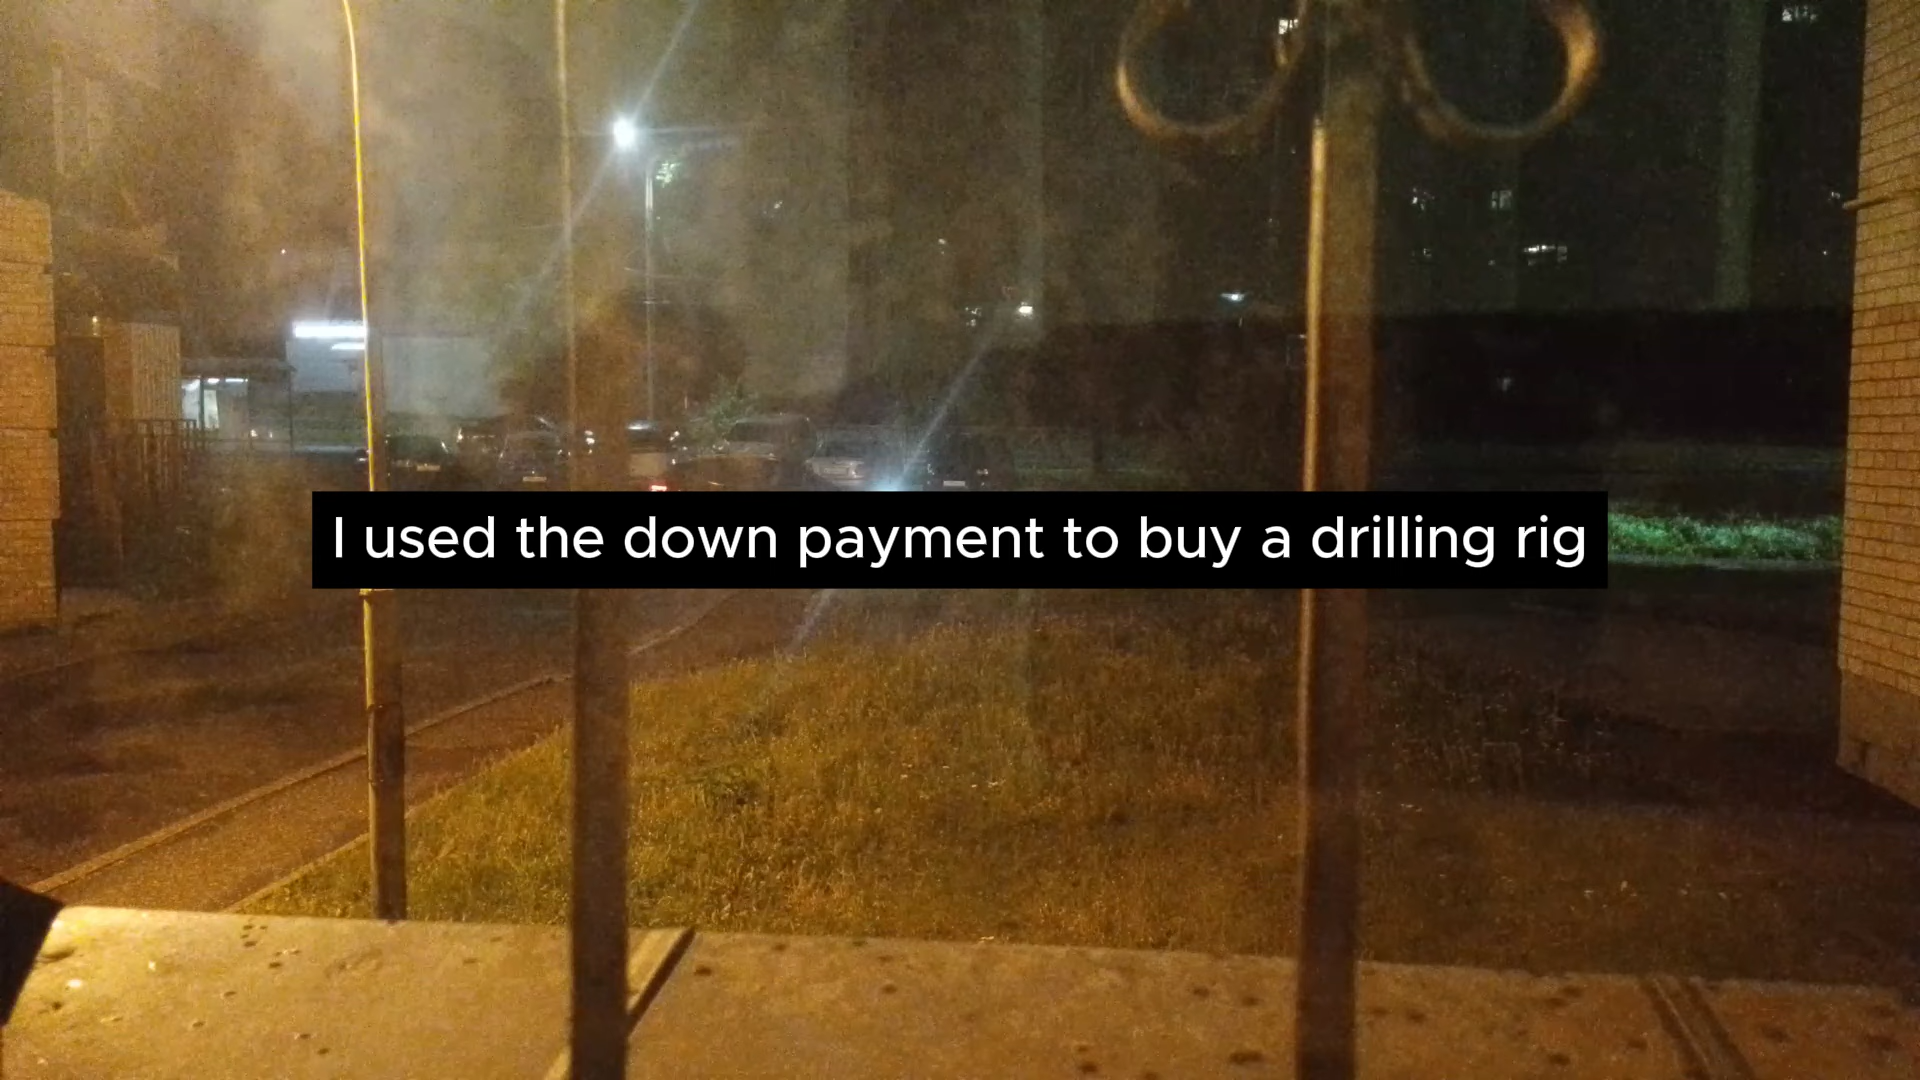 I used the down payment to buy a drilling rig